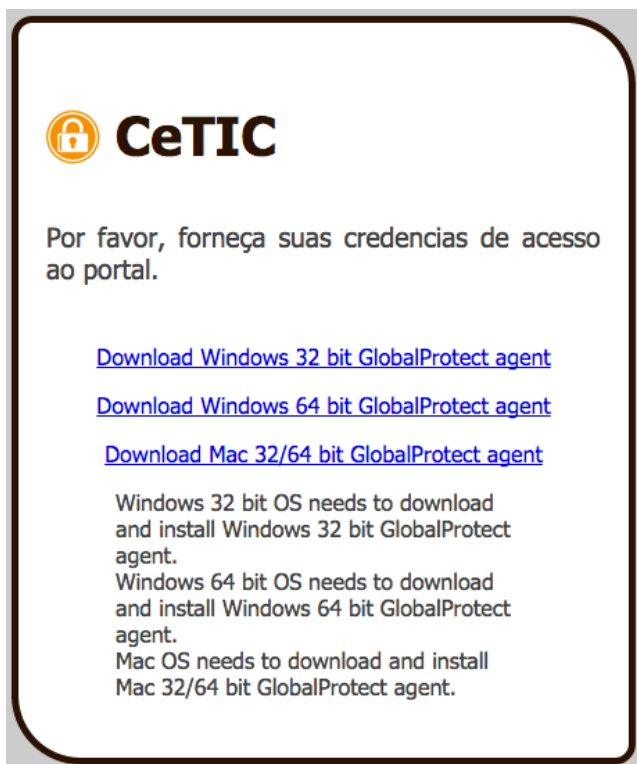 CeTIC
Por favor, forneça suas credencias de acesso
ao portal.
Download Windows 32 bit GlobalProtect agent
Download Windows 64 bit GlobalProtect agent
Download Mac 32/64 bit GlobalProtect agent
Windows 32 bit OS needs to download
and install Windows 32 bit GlobalProtect
agent.
Windows 64 bit OS needs to download
and install Windows 64 bit GlobalProtect
agent.
Mac OS needs to download and install
Mac 32/64 bit GlobalProtect agent.